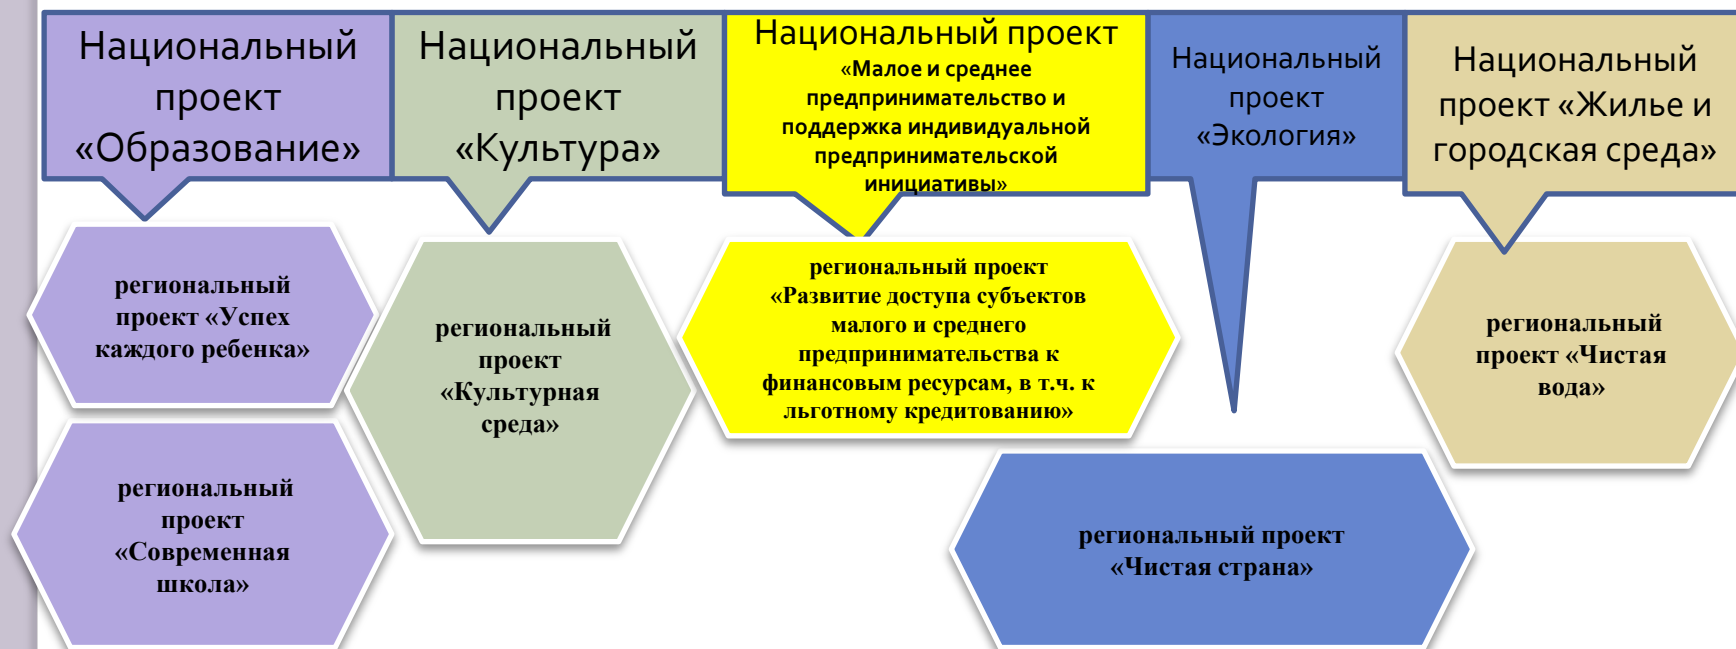 Национальный
проект
«Образование»
Национальный
проект
«Культура»
Национальный проект
«Малое и среднее
предпринимательство и
поддержка индивидуальной
предпринимательской
инициативы»
Национальный
проект
«Экология»
Национальный
проект «Жилье и
городская среда»
региональный
проект «Успех
каждого ребенка»
региональный
проект
«Современная
школа»
региональный
проект
«Культурная
среда»
региональный проект
«Развитие доступа субъектов
малого и среднего
предпринимательства к
финансовым ресурсам, в т.ч. к
льготному кредитованию»
региональный проект
«Чистая страна»
региональный
проект «Чистая
вода»